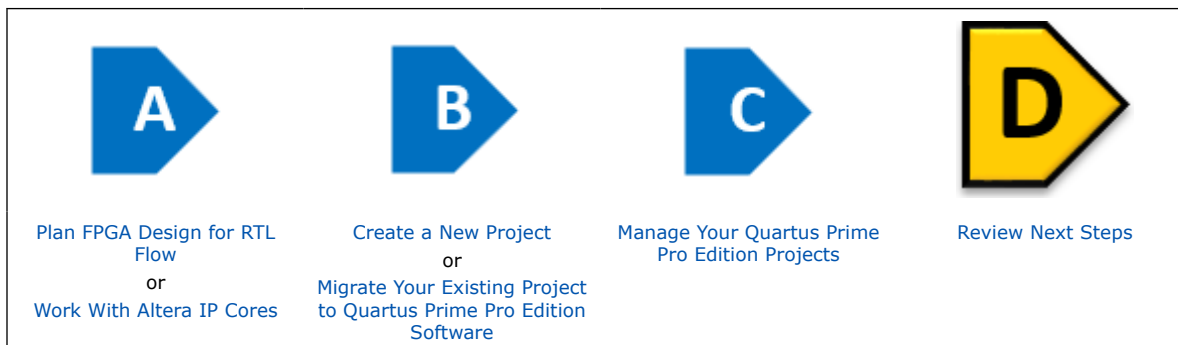 A
B
C
D
Plan FPGA Design for RTL
Flow
or
Work With Altera IP Cores
Create a New Project
or
Migrate Your Existing Project
to Quartus Prime Pro Edition
Software
Manage Your Quartus Prime
Pro Edition Projects
Review Next Steps